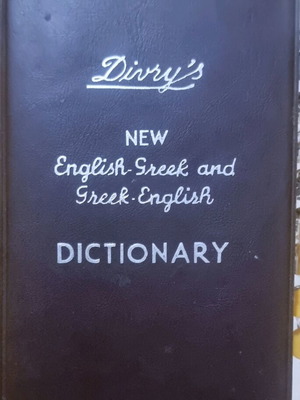 Divry's
NEW
English-Greek and
Greek-English
DICTIONARY